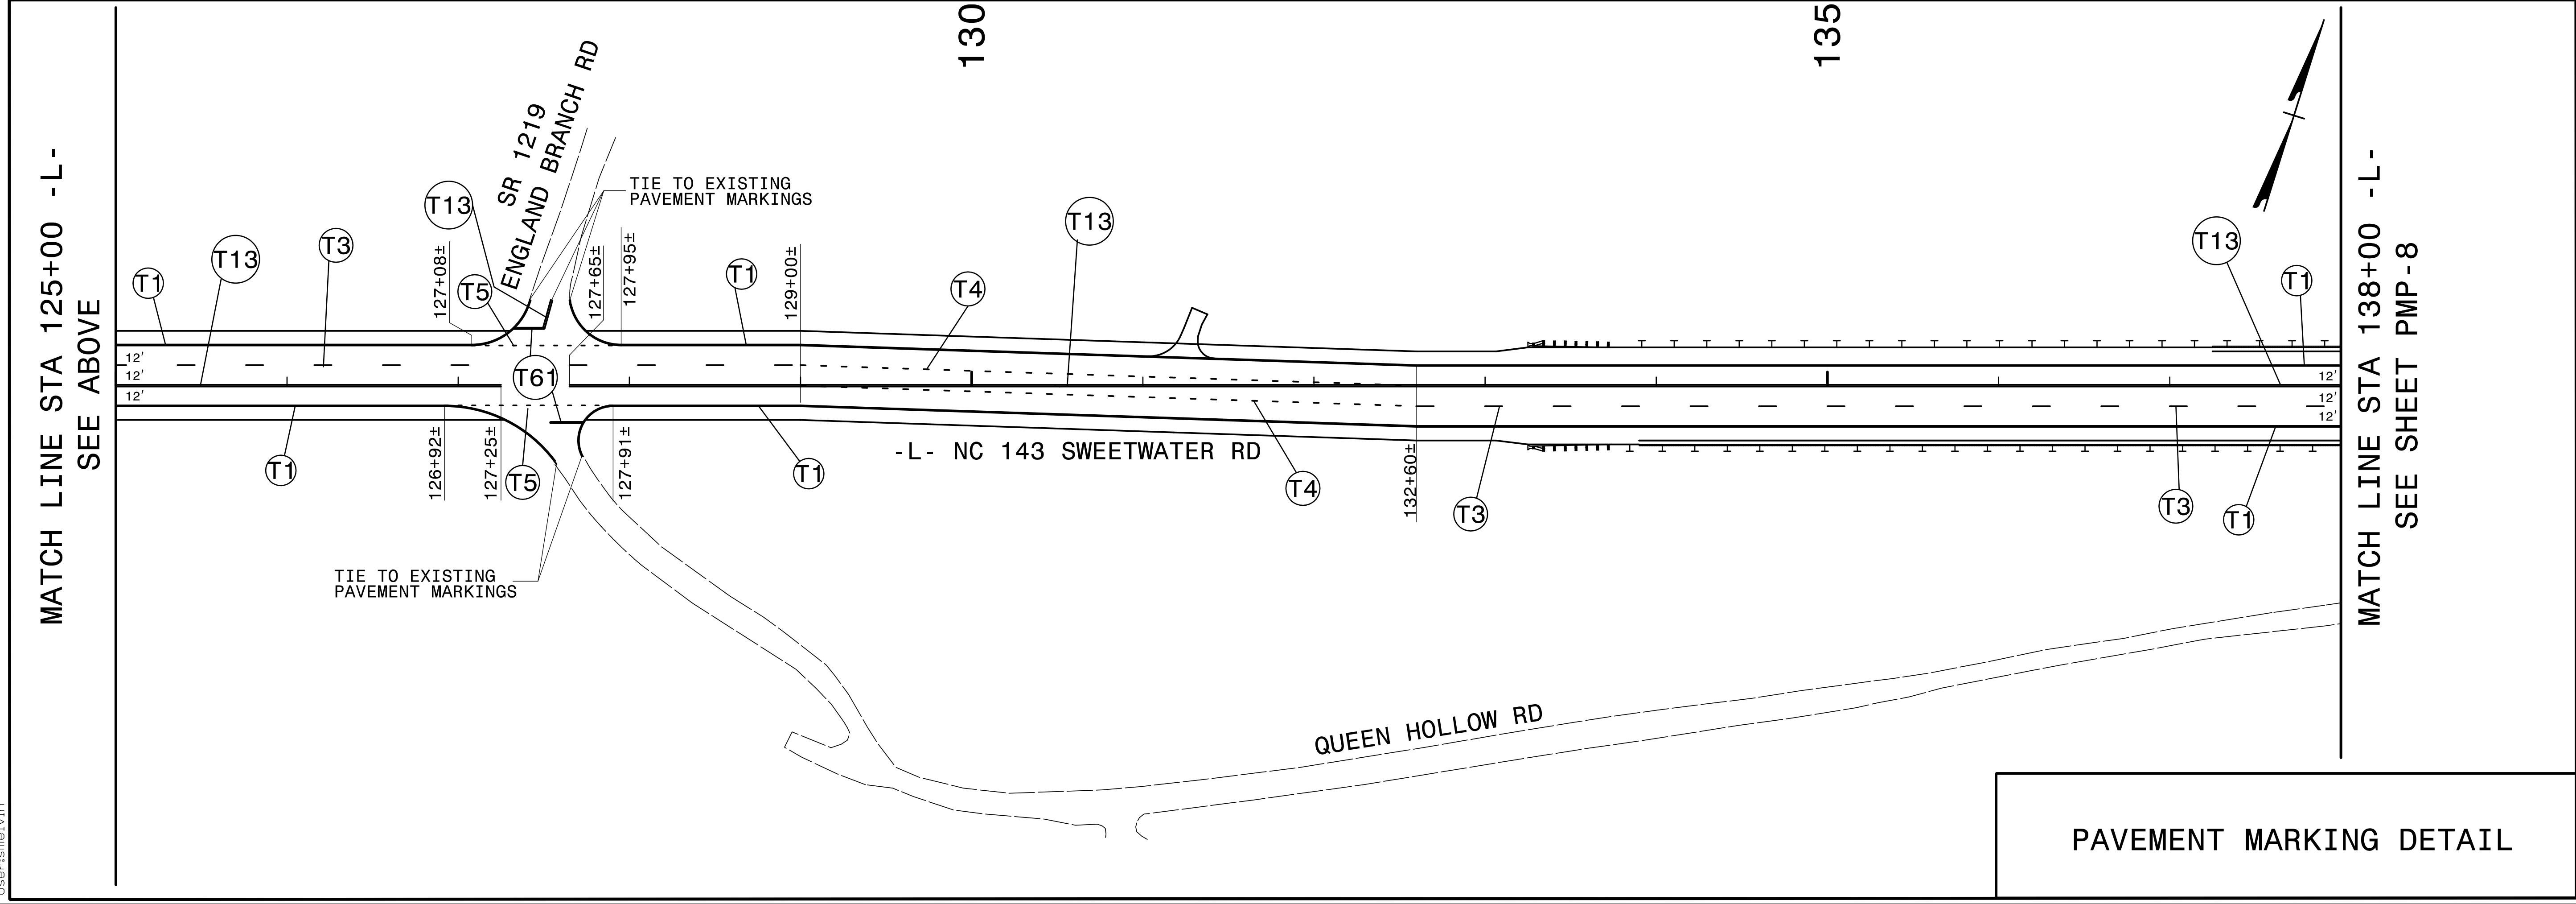 130
135
MATCH LINE STA 125+00 -L-
SEE ABOVE
SR 1219
ENGLAND BRANCH RD
TIE TO EXISTING
PAVEMENT MARKINGS
T1
T13
T3
T13
T5
127+08±
127+65±
127+95±
T1
129+00±
T4
T13
T13
T1
12'
12'
12'
T61
12'
12'
12'
T1
126+92±
127+25±
T5
127+91±
T1
-L- NC 143 SWEETWATER RD
T4
132+60±
T3
T3
T1
TIE TO EXISTING
PAVEMENT MARKINGS
QUEEN HOLLOW RD
MATCH LINE STA 138+00 -L-
SEE SHEET PMP-8
PAVEMENT MARKING DETAIL